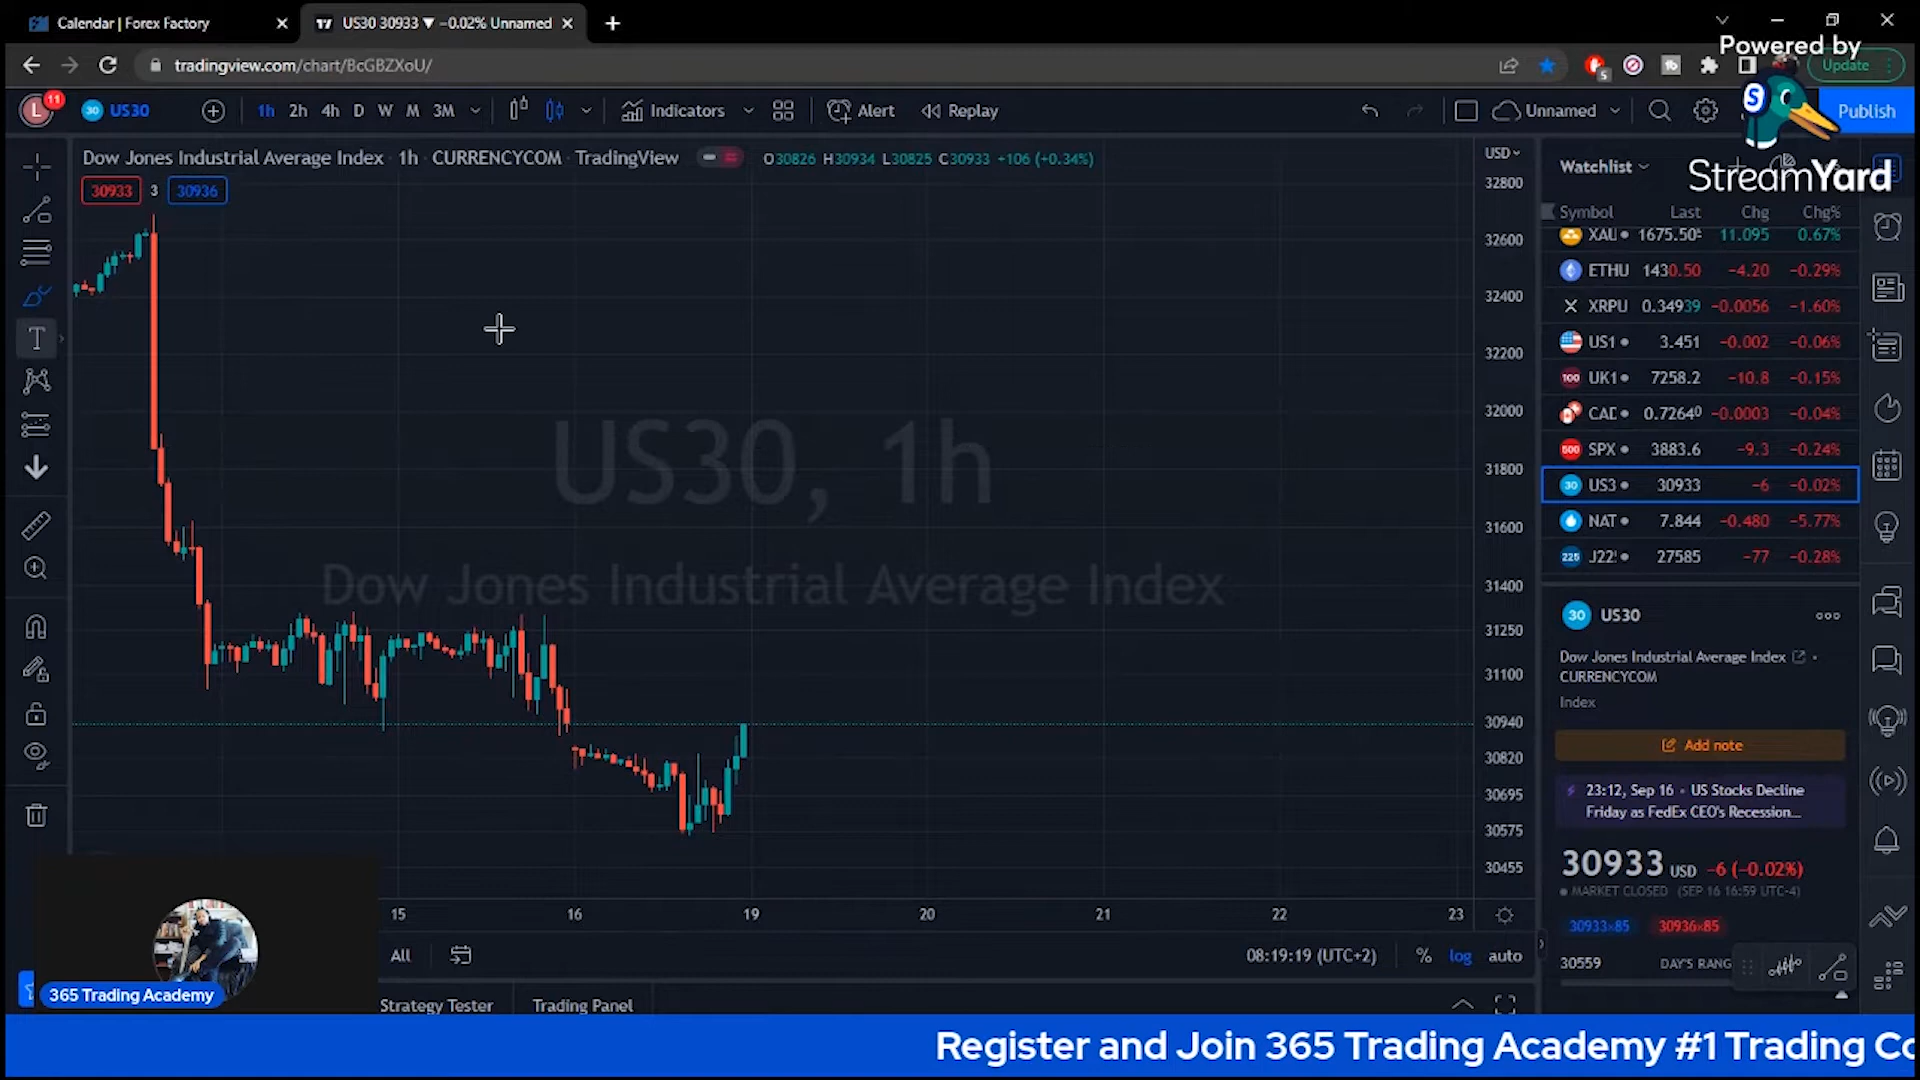 Calendar | Forex Factory
US30 30933 ▼ −0.02% Unnamed
Powered by
tradingview.com/chart/BcGBZXoU/
5
Update
L
11
30
US30
1h 2h 4h D W M 3M
Indicators
Alert
Replay
Unnamed
S
Publish
StreamYard
Dow Jones Industrial Average Index · 1h · CURRENCYCOM · TradingView
O30826 H30934 L30825 C30933 +106 (+0.34%)
30933 3 30936
USD
32800
32600
32400
32200
32000
31800
31600
31400
31250
31100
30940
30820
30695
30575
30455
US30, 1h
Dow Jones Industrial Average Index
Watchlist
Symbol Last Chg Chg%
XAU 1675.50 11.095 0.67%
ETHU 1430.50 −4.20 −0.29%
XRPU 0.34939 −0.0056 −1.60%
US1 3.451 −0.002 −0.06%
100 UK1 7258.2 −10.8 −0.15%
CAD 0.72640 −0.0003 −0.04%
500 SPX 3883.6 −9.3 −0.24%
30 US3 30933 −6 −0.02%
NAT 7.844 −0.480 −5.77%
225 J22 27585 −77 −0.28%
30 US30
Dow Jones Industrial Average Index
CURRENCYCOM
Index
Add note
23:12, Sep 16 • US Stocks Decline
Friday as FedEx CEO's Recession...
30933 USD −6 (−0.02%)
MARKET CLOSED (SEP 16 16:59 UTC-4)
30933×85 30936×85
30559 DAY'S RANG
15 16 19 20 21 22 23
All
08:19:19 (UTC+2) % log auto
365 Trading Academy
Strategy Tester
Trading Panel
Register and Join 365 Trading Academy #1 Trading Co